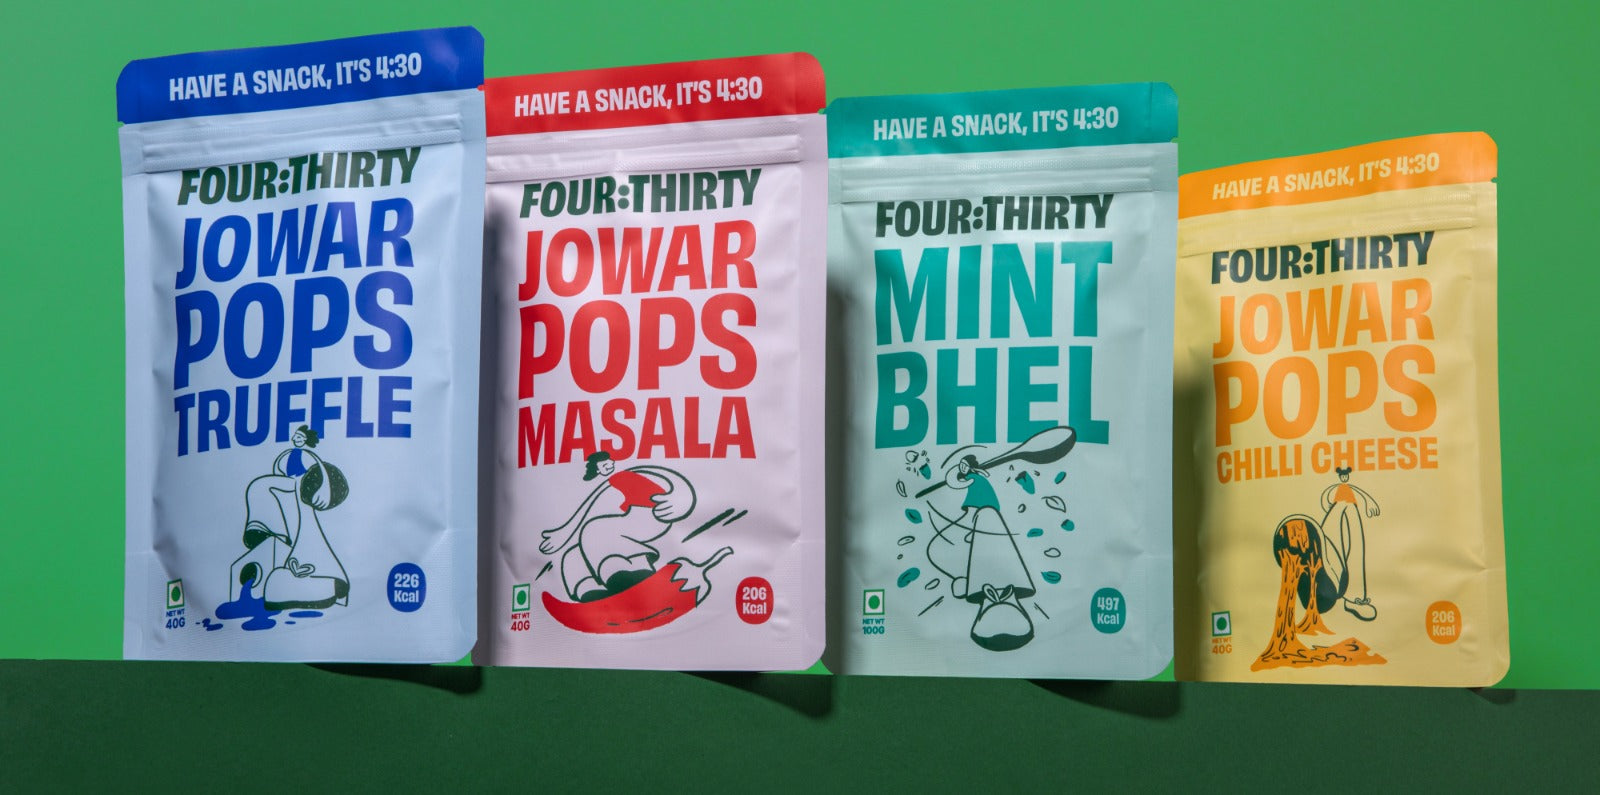 HAVE A SNACK, IT'S 4:30
FOUR:THIRTY
JOWAR
POPS
TRUFFLE
226
Kcal
NET WT
40G
HAVE A SNACK, IT'S 4:30
FOUR:THIRTY
JOWAR
POPS
MASALA
206
Kcal
NET WT
40G
HAVE A SNACK, IT'S 4:30
FOUR:THIRTY
MINT
BHEL
497
Kcal
NET WT
100G
HAVE A SNACK, IT'S 4:30
FOUR:THIRTY
JOWAR
POPS
CHILLI CHEESE
206
Kcal
NET WT
40G